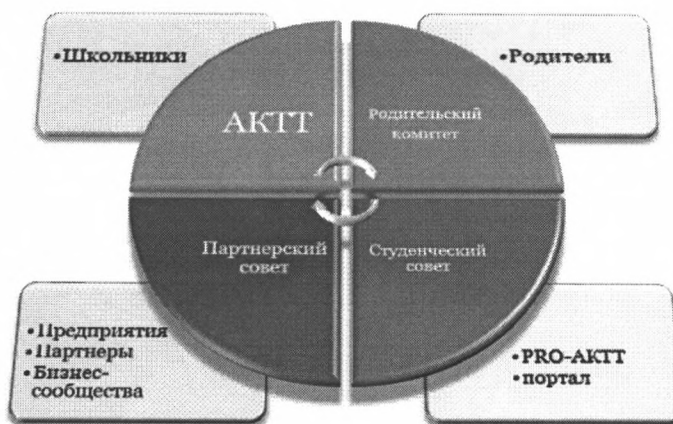 •Школьники
•Родители
АКТТ
Родительский
комитет
Партнерский
совет
Студенческий
совет
•Предприятия
•Партнеры
•Бизнес-
сообщества
•PRO-АКТТ
•портал